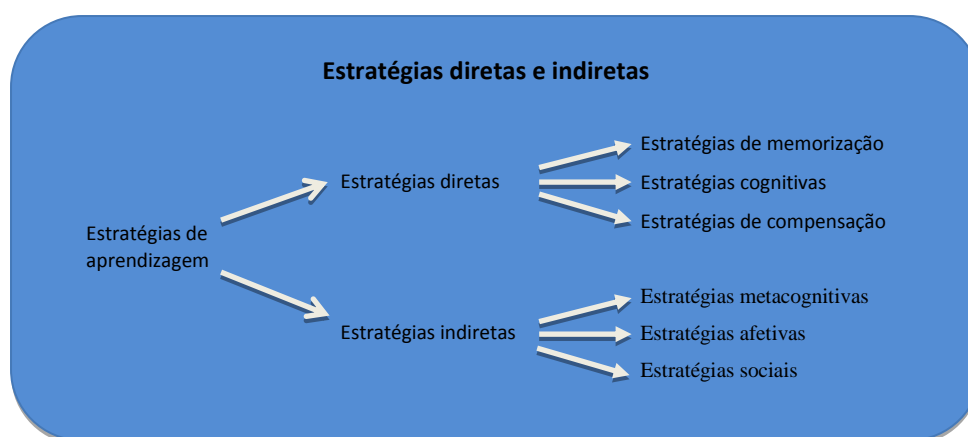 Estratégias diretas e indiretas
Estratégias de memorização
Estratégias diretas
Estratégias cognitivas
Estratégias de compensação
Estratégias de
aprendizagem
Estratégias metacognitivas
Estratégias indiretas
Estratégias afetivas
Estratégias sociais